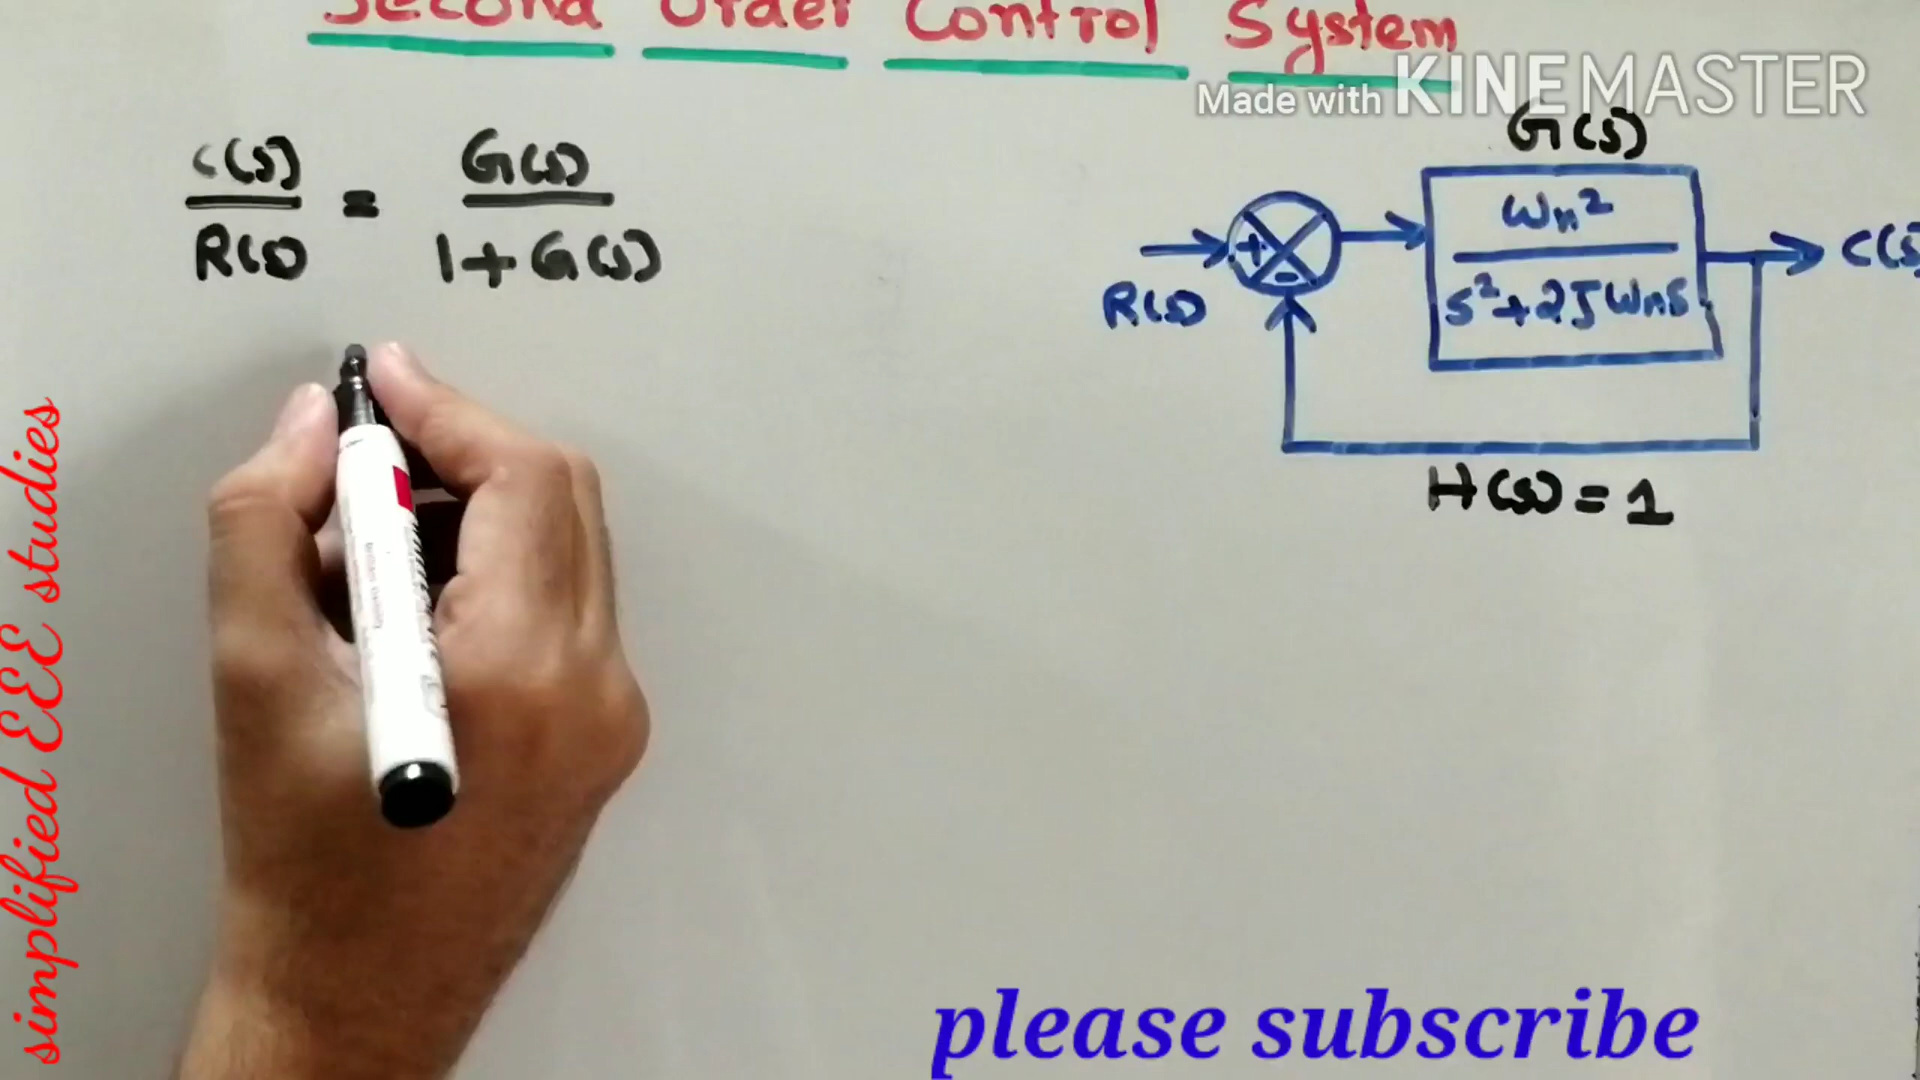 Second Order Control System
Made with KINEMASTER
C(s)/R(s) = G(s)/1+G(s)
G(s)
ωn²/s²+2ζωns
R(s)
+
-
C(s)
H(s)=1
simplified EEE studies
please subscribe